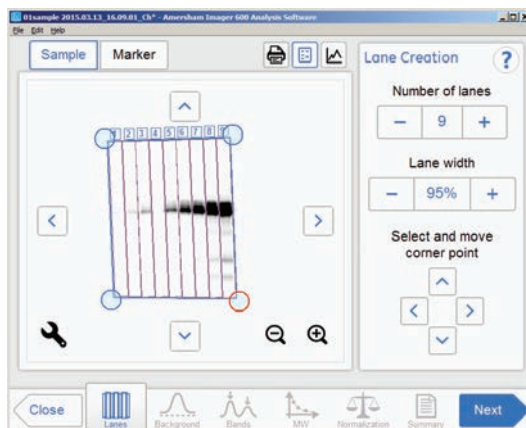 01sample 2015.03.13_16.09.01_Ch* - Amersham Imager 600 Analysis Software
File Edit Help
Sample Marker
Lane Creation ?
Number of lanes
− 9 +
Lane width
− 95% +
Select and move
corner point
1 2 3 4 5 6 7 8 9
Close
Lanes
Background
Bands
MW
Normalization
Summary
Next